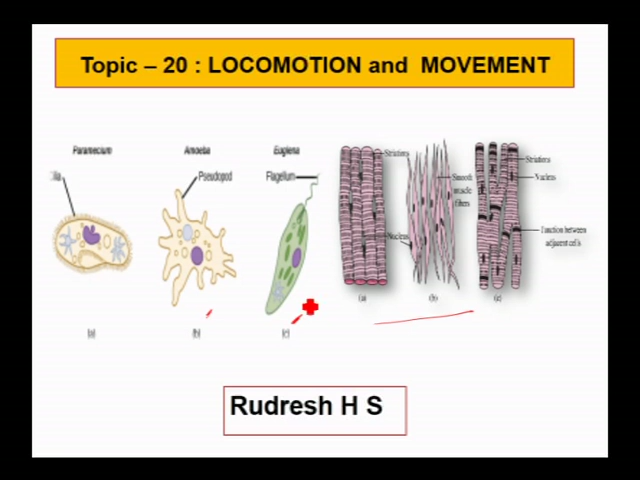 Topic – 20 : LOCOMOTION and MOVEMENT
Paramecium
Amoeba
Euglena
Pseudopod
Flagellum
Striations
Smooth
muscle
fibers
Nucleus
(a)
(b)
Striations
Nucleus
Junction between
adjacent cells
(c)
(a)
(b)
(c)
Rudresh H S